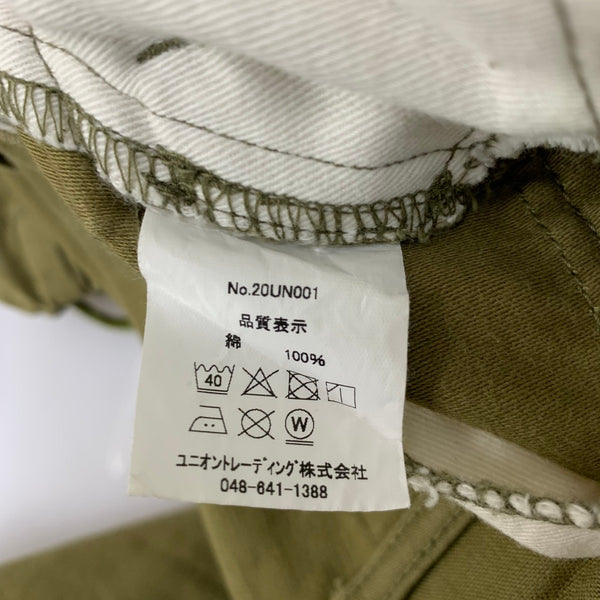 No.20UN001
品質表示
綿 100%
40
W
ユニオントレーディング株式会社
048-641-1388